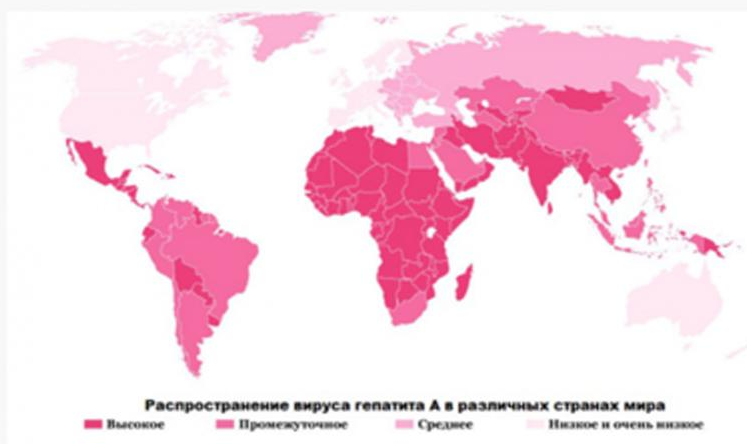 Распространение вируса гепатита А в различных странах мира
Высокое Промежуточное Среднее Низкое и очень низкое